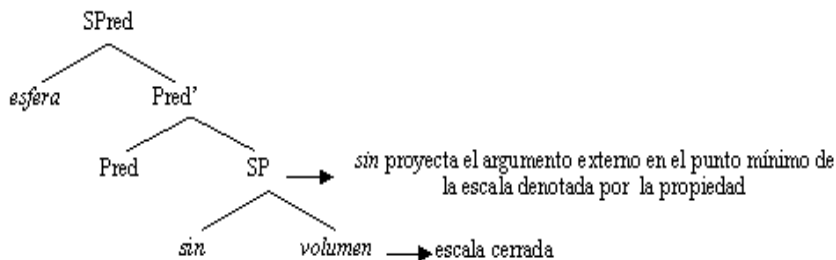 SPred
esfera Pred’
Pred SP sin proyecta el argumento externo en el punto mínimo de
la escala denotada por la propiedad
sin volumen escala cerrada